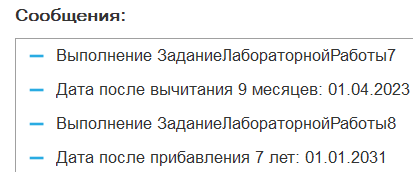 Сообщения:
Выполнение ЗаданиеЛабораторнойРаботы7
Дата после вычитания 9 месяцев: 01.04.2023
Выполнение ЗаданиеЛабораторнойРаботы8
Дата после прибавления 7 лет: 01.01.2031